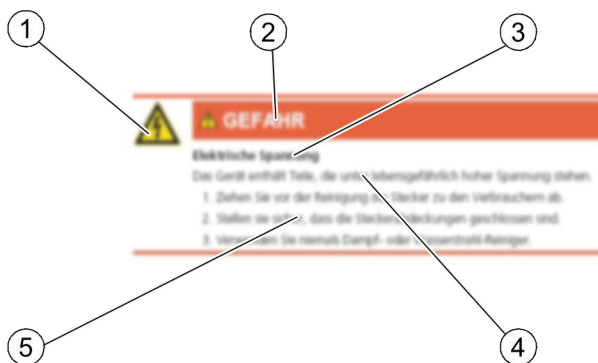 1
2
3
GEFAHR
Elektrische Spannung
Das Gerät enthält Teile, die unter lebensgefährlich hoher Spannung stehen.
1. Ziehen Sie vor der Reinigung die Stecker zu den Verbrauchern ab.
2. Stellen sie sicher, dass die Steckerabdeckungen geschlossen sind.
3. Verwenden Sie niemals Dampf- oder Wasserstrahl-Reiniger.
5
4